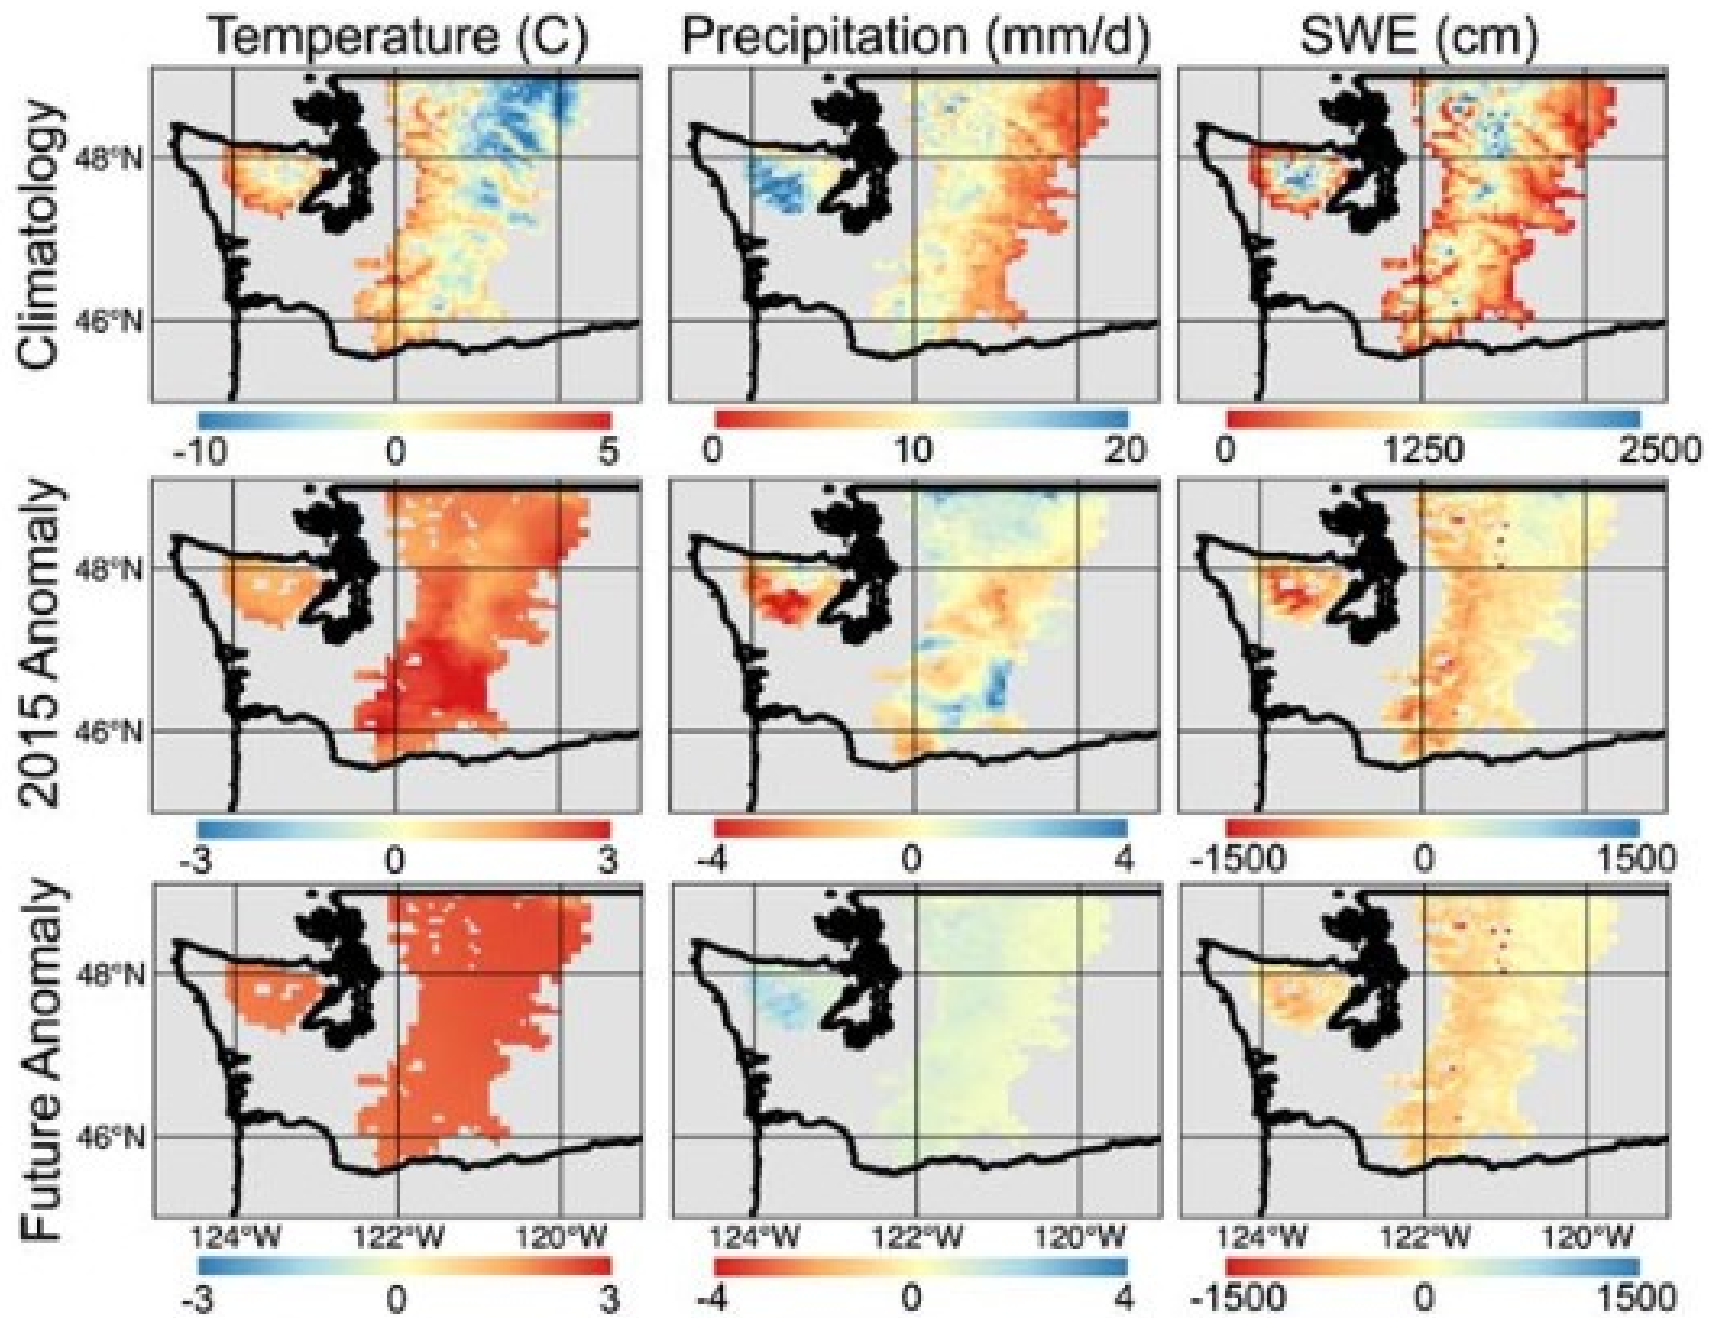 Temperature (C) Precipitation (mm/d) SWE (cm)
Climatology
48°N
46°N
-10 0 5 0 10 20 0 1250 2500
2015 Anomaly
48°N
46°N
-3 0 3 -4 0 4 -1500 0 1500
Future Anomaly
48°N
46°N
124°W 122°W 120°W 124°W 122°W 120°W 124°W 122°W 120°W
-3 0 3 -4 0 4 -1500 0 1500